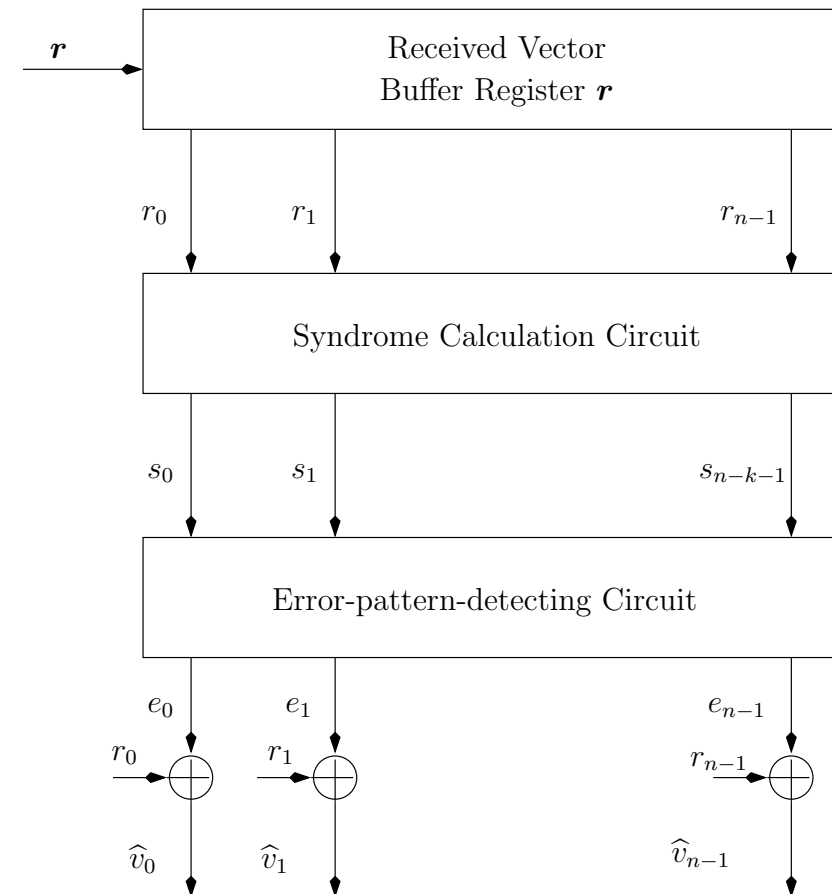 r
Received Vector
Buffer Register r
r₀ r₁ rₙ₋₁
Syndrome Calculation Circuit
s₀ s₁ sₙ₋ₖ₋₁
Error-pattern-detecting Circuit
e₀ e₁ eₙ₋₁
r₀ r₁ rₙ₋₁
v̂₀ v̂₁ v̂ₙ₋₁